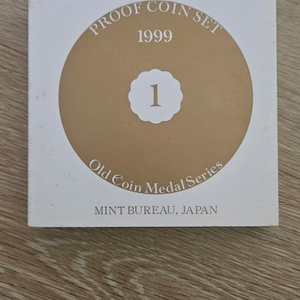 PROOF COIN SET
1999
1
Old Coin Medal Series
MINT BUREAU, JAPAN